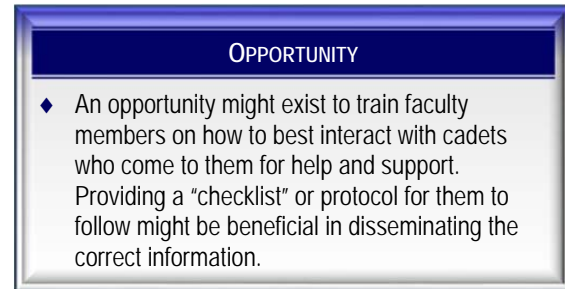 OPPORTUNITY
♦ An opportunity might exist to train faculty
members on how to best interact with cadets
who come to them for help and support.
Providing a “checklist” or protocol for them to
follow might be beneficial in disseminating the
correct information.